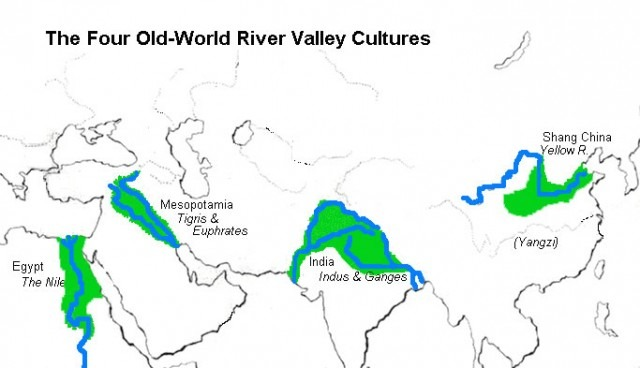 The Four Old-World River Valley Cultures
Shang China
Yellow R.
Mesopotamia
Tigris &
Euphrates
(Yangzi)
India
Indus & Ganges
Egypt
The Nile